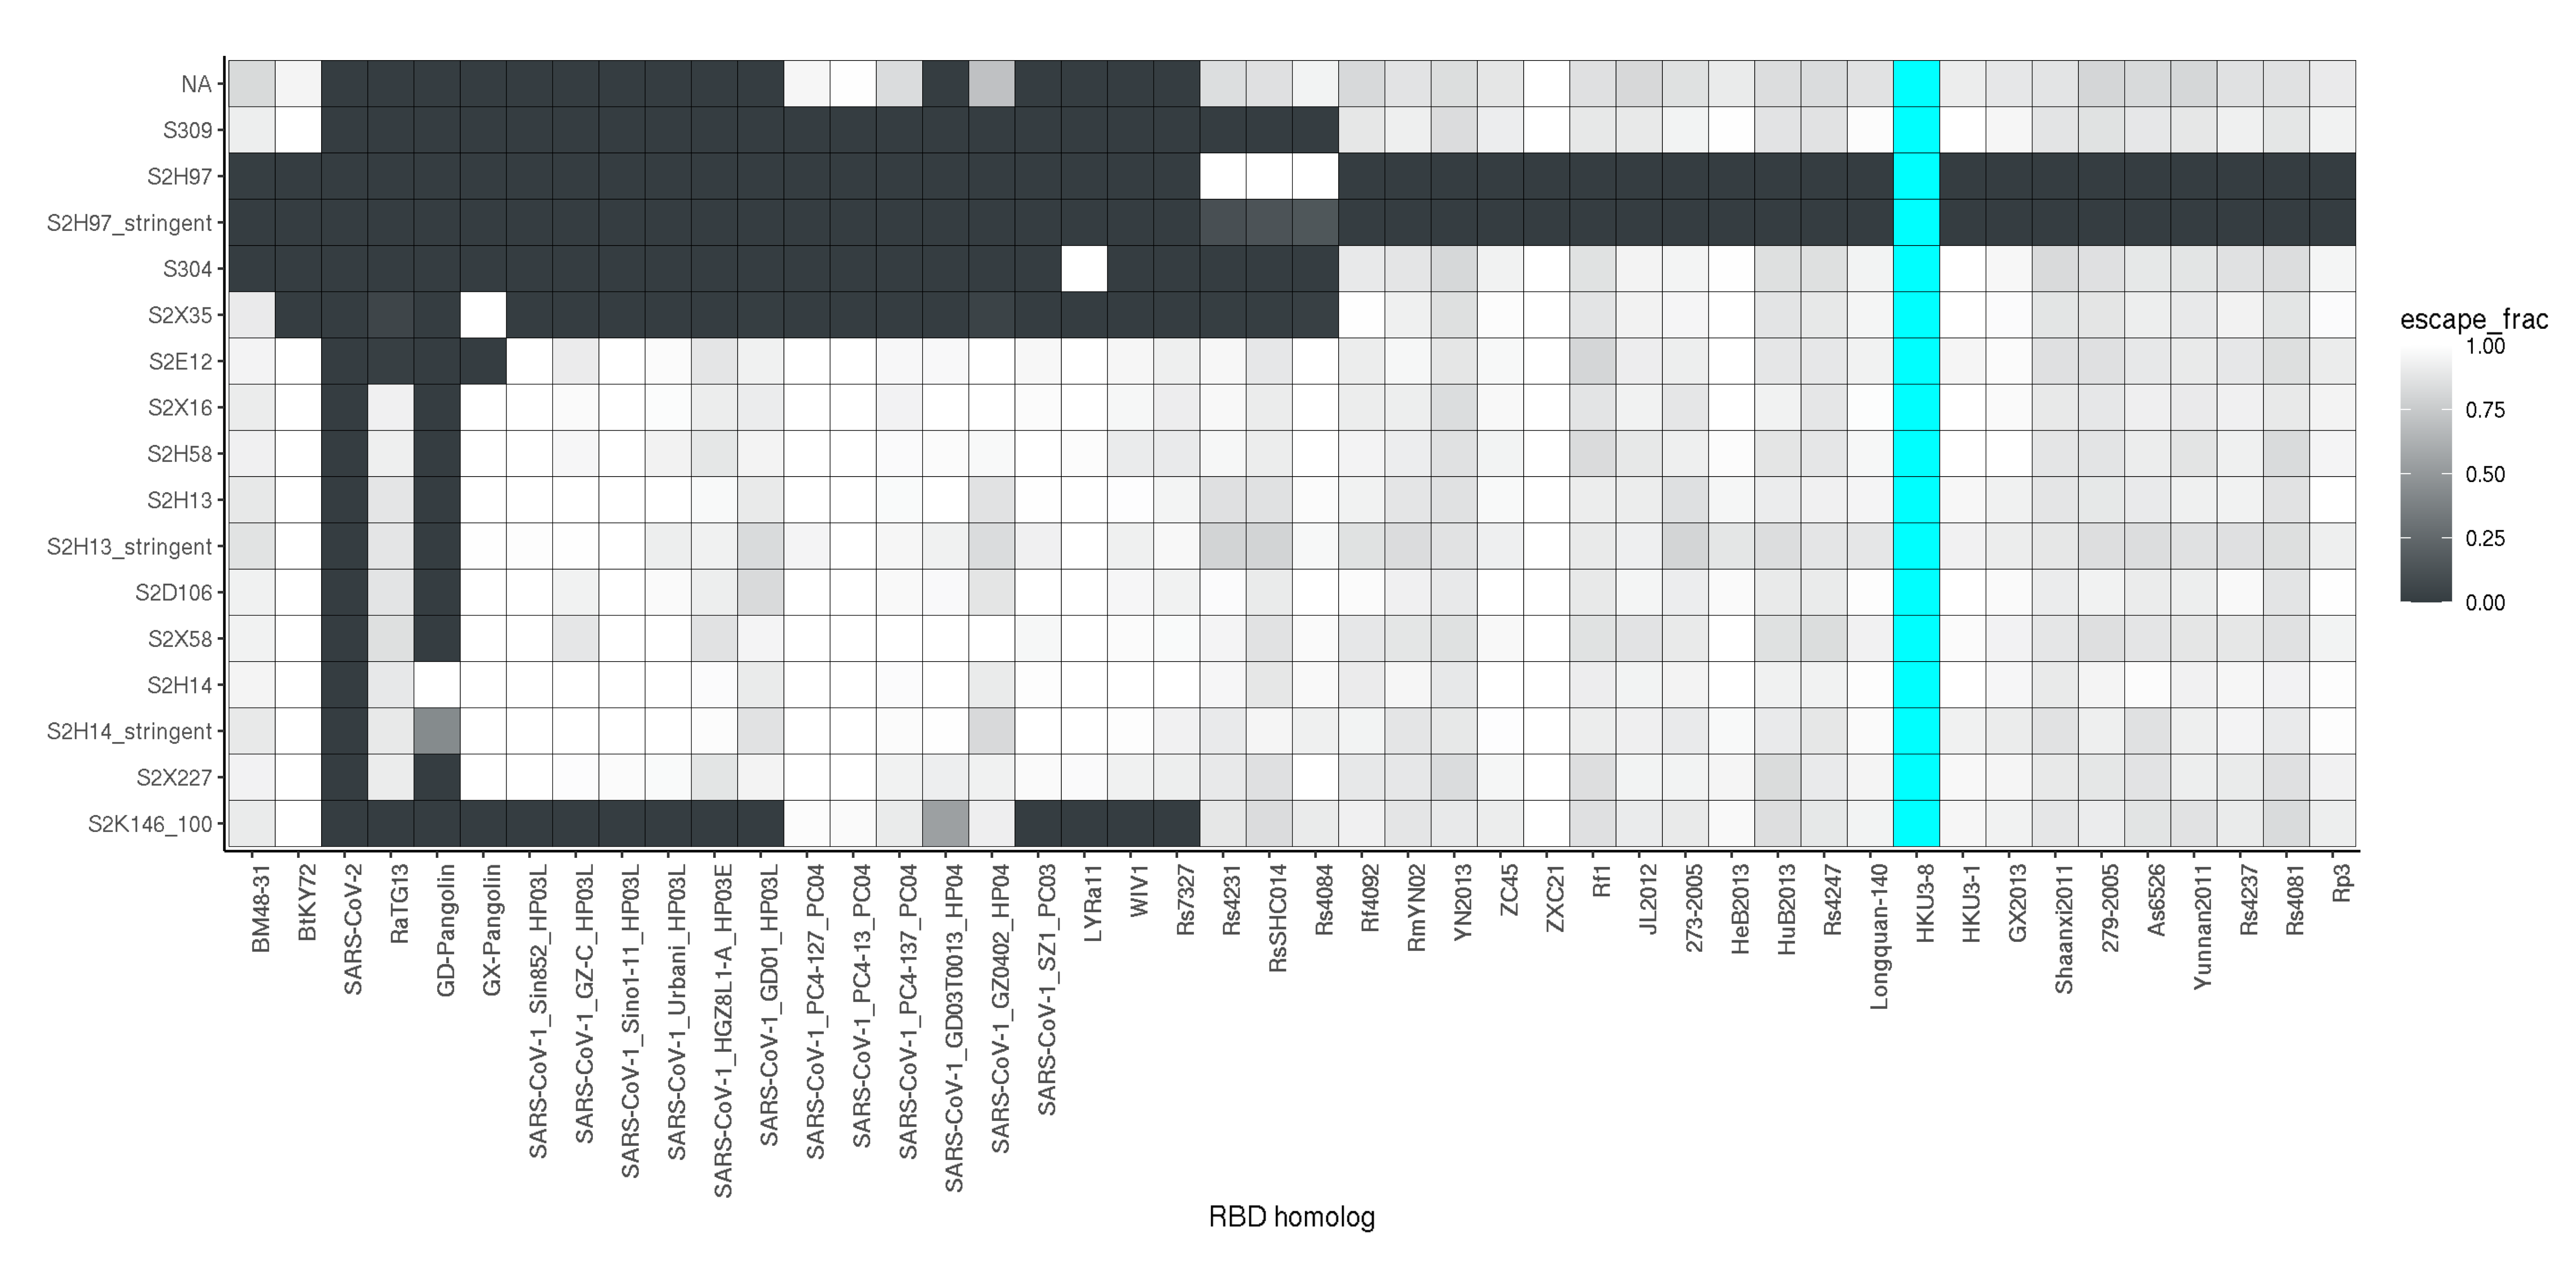 NA
S309
S2H97
S2H97_stringent
S304
S2X35
S2E12
S2X16
S2H58
S2H13
S2H13_stringent
S2D106
S2X58
S2H14
S2H14_stringent
S2X227
S2K146_100
BM48-31
BtKY72
SARS-CoV-2
RaTG13
GD-Pangolin
GX-Pangolin
SARS-CoV-1_Sin852_HP03L
SARS-CoV-1_GZ-C_HP03L
SARS-CoV-1_Sino1-11_HP03L
SARS-CoV-1_Urbani_HP03L
SARS-CoV-1_HGZ8L1-A_HP03E
SARS-CoV-1_GD01_HP03L
SARS-CoV-1_PC4-127_PC04
SARS-CoV-1_PC4-13_PC04
SARS-CoV-1_PC4-137_PC04
SARS-CoV-1_GD03T0013_HP04
SARS-CoV-1_GZ0402_HP04
SARS-CoV-1_SZ1_PC03
LYRa11
WIV1
Rs7327
Rs4231
RsSHC014
Rs4084
Rf4092
RmYN02
YN2013
ZC45
ZXC21
Rf1
JL2012
273-2005
HeB2013
HuB2013
Rs4247
Longquan-140
HKU3-8
HKU3-1
GX2013
Shaanxi2011
279-2005
As6526
Yunnan2011
Rs4237
Rs4081
Rp3
RBD homolog
escape_frac
1.00
0.75
0.50
0.25
0.00